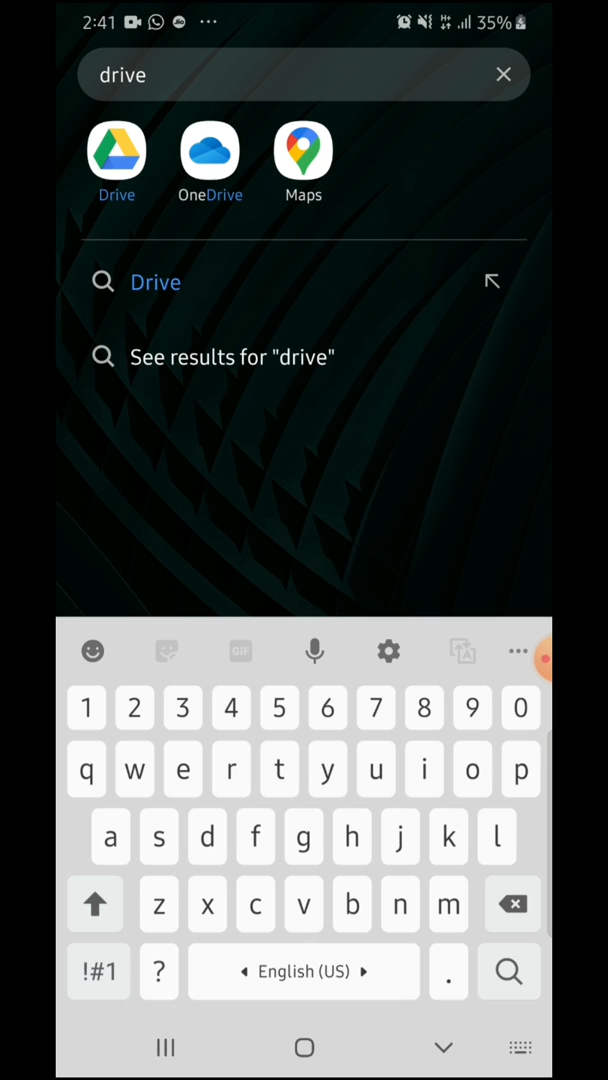 2:41 35%
drive
Drive OneDrive Maps
Drive
See results for "drive"
GIF
1 2 3 4 5 6 7 8 9 0
q w e r t y u i o p
a s d f g h j k l
z x c v b n m
!#1 ? English (US) .